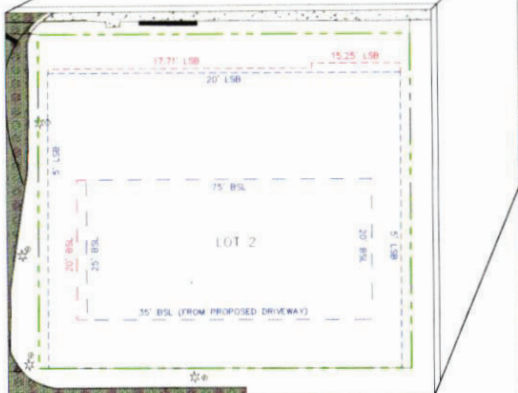 17.71' LSB
15.25' LSB
20' LSB
5' LSB
75' BSL
20' BSL
25' BSL
LOT 2
20' BSL
5' LSB
35' BSL (FROM PROPOSED DRIVEWAY)